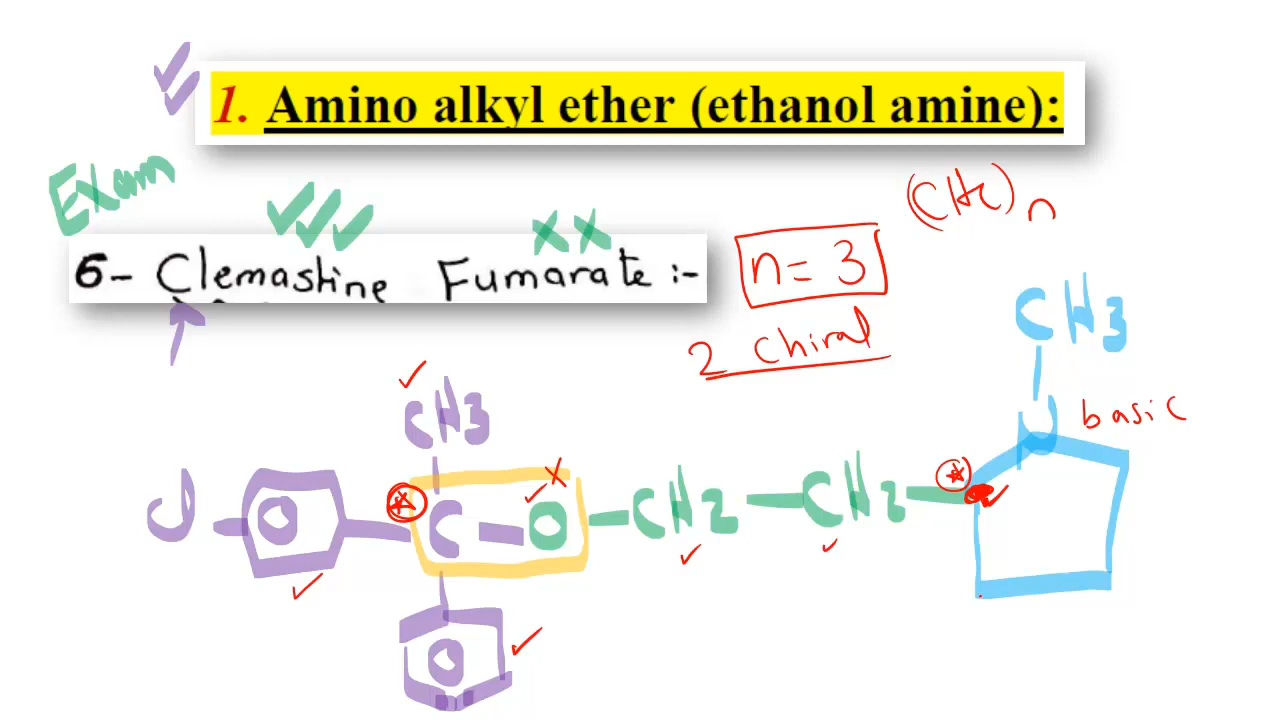 1. Amino alkyl ether (ethanol amine):
Exam
6- Clemastine Fumarate :-
(CH2)n
n = 3
2 chiral
CH3
N basic
CH3
C - O - CH2 - CH2